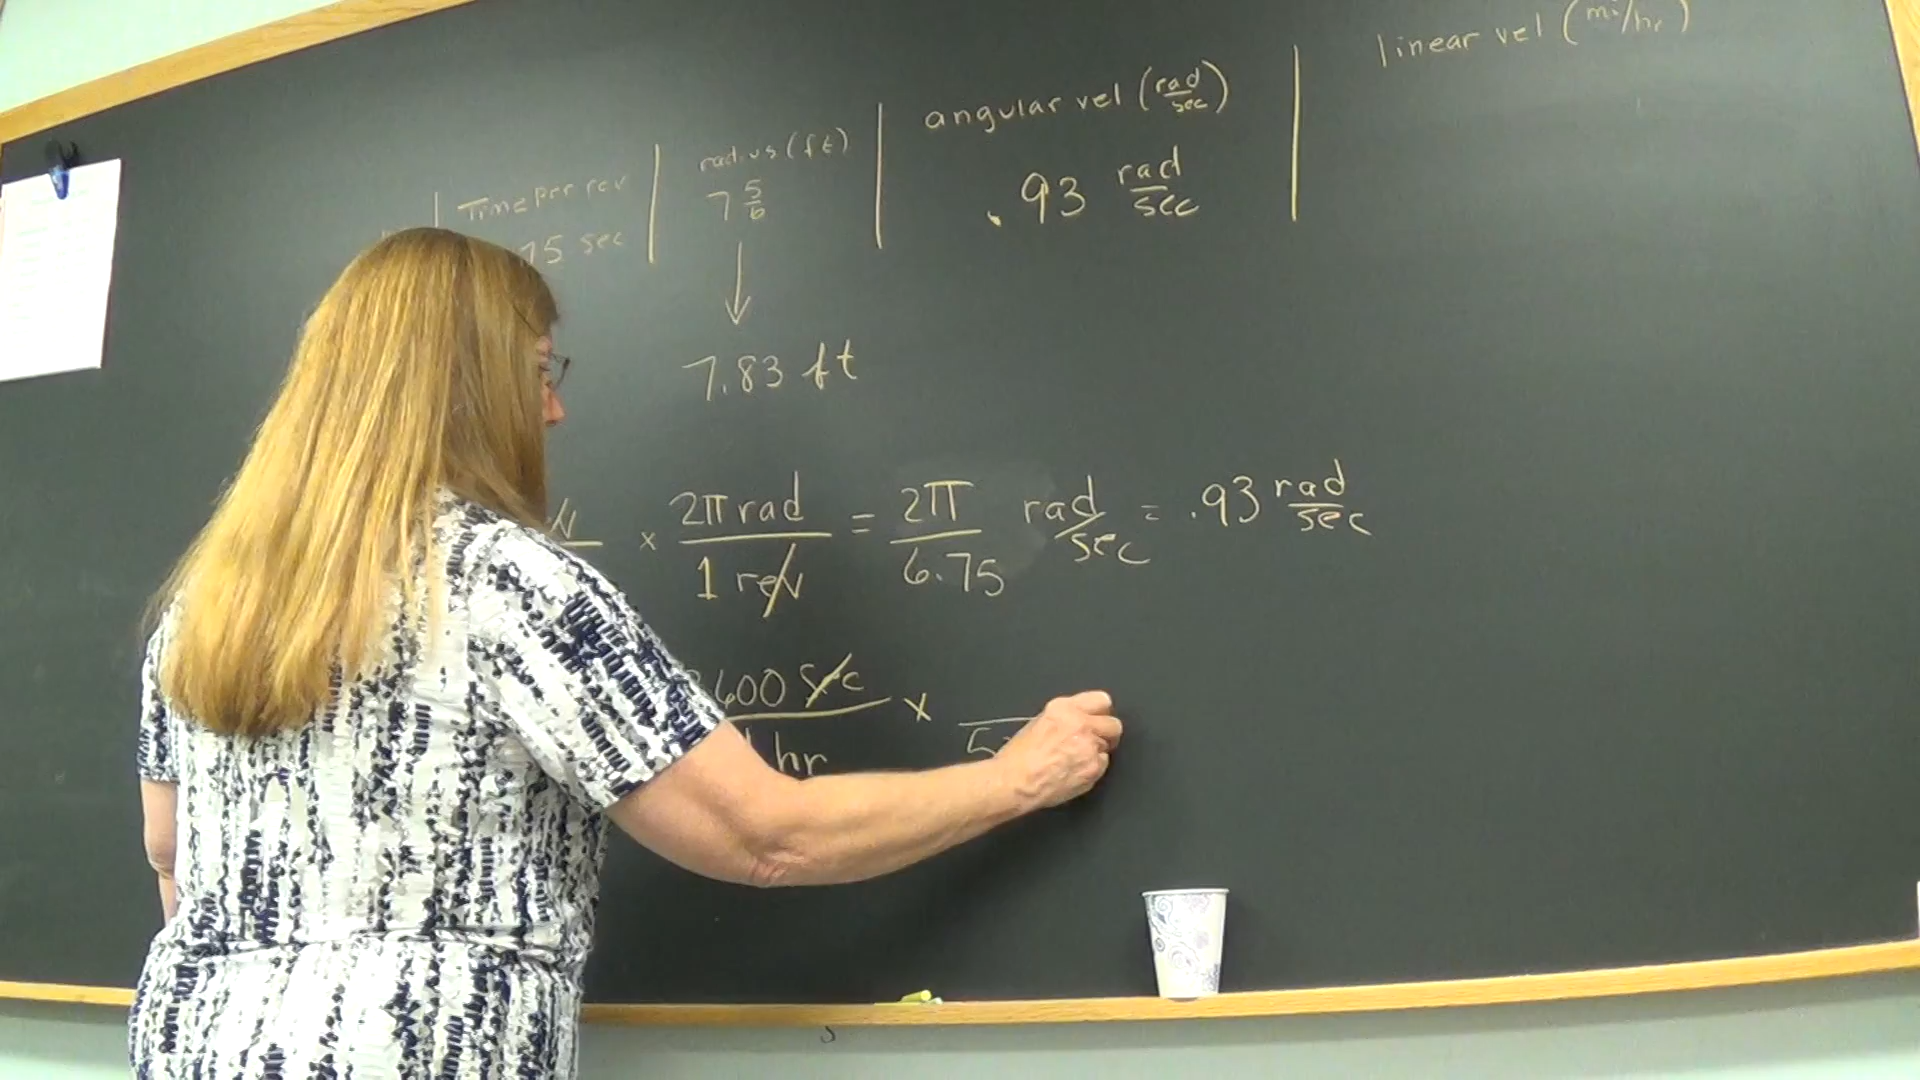 linear vel (mi/hr)
angular vel (rad/sec)
radius (ft)
Time per rev
75 sec
7 5/6
.93 rad/sec
7.83 ft
x 2π rad / 1 rev = 2π / 6.75 rad/sec = .93 rad/sec
600 sec / hr x / 5